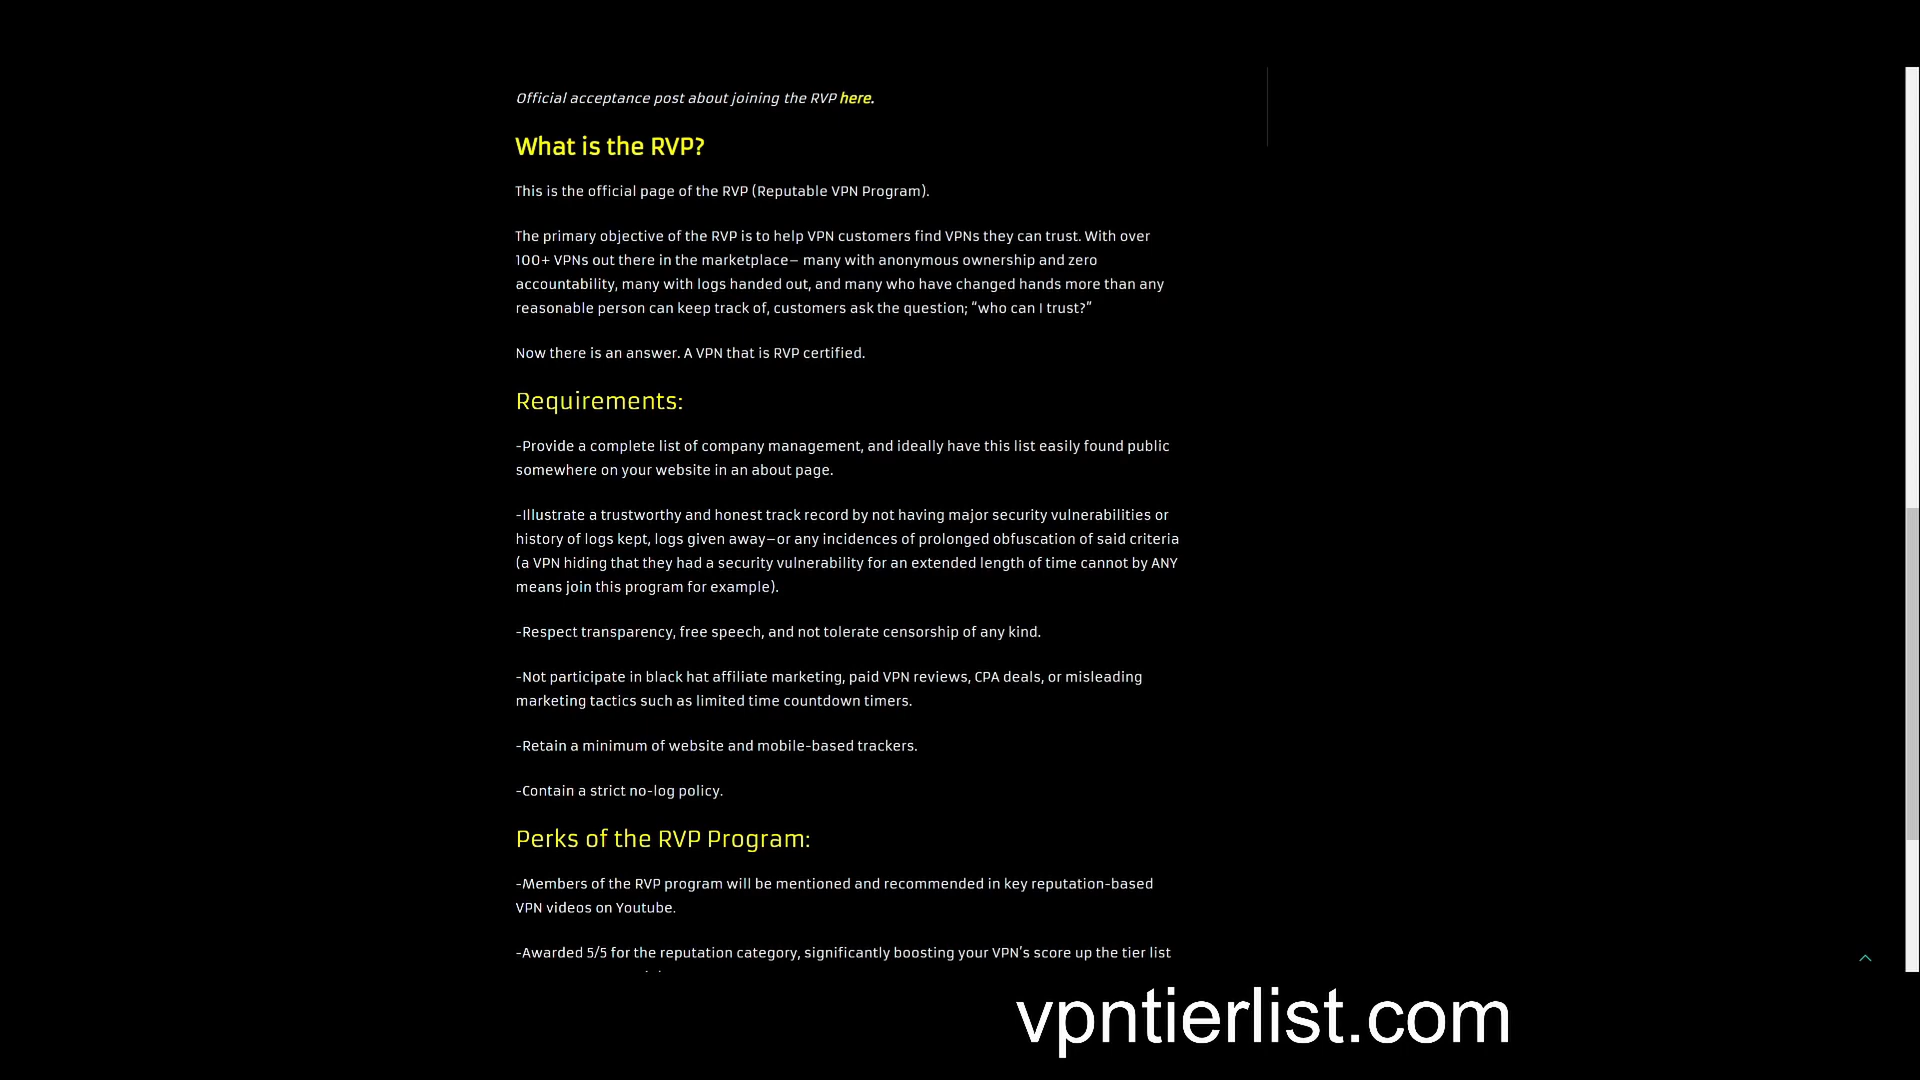 Official acceptance post about joining the RVP here.
What is the RVP?
This is the official page of the RVP (Reputable VPN Program).
The primary objective of the RVP is to help VPN customers find VPNs they can trust. With over
100+ VPNs out there in the marketplace– many with anonymous ownership and zero
accountability, many with logs handed out, and many who have changed hands more than any
reasonable person can keep track of, customers ask the question; “who can I trust?”
Now there is an answer. A VPN that is RVP certified.
Requirements:
-Provide a complete list of company management, and ideally have this list easily found public
somewhere on your website in an about page.
-Illustrate a trustworthy and honest track record by not having major security vulnerabilities or
history of logs kept, logs given away–or any incidences of prolonged obfuscation of said criteria
(a VPN hiding that they had a security vulnerability for an extended length of time cannot by ANY
means join this program for example).
-Respect transparency, free speech, and not tolerate censorship of any kind.
-Not participate in black hat affiliate marketing, paid VPN reviews, CPA deals, or misleading
marketing tactics such as limited time countdown timers.
-Retain a minimum of website and mobile-based trackers.
-Contain a strict no-log policy.
Perks of the RVP Program:
-Members of the RVP program will be mentioned and recommended in key reputation-based
VPN videos on Youtube.
-Awarded 5/5 for the reputation category, significantly boosting your VPN’s score up the tier list
vpntierlist.com